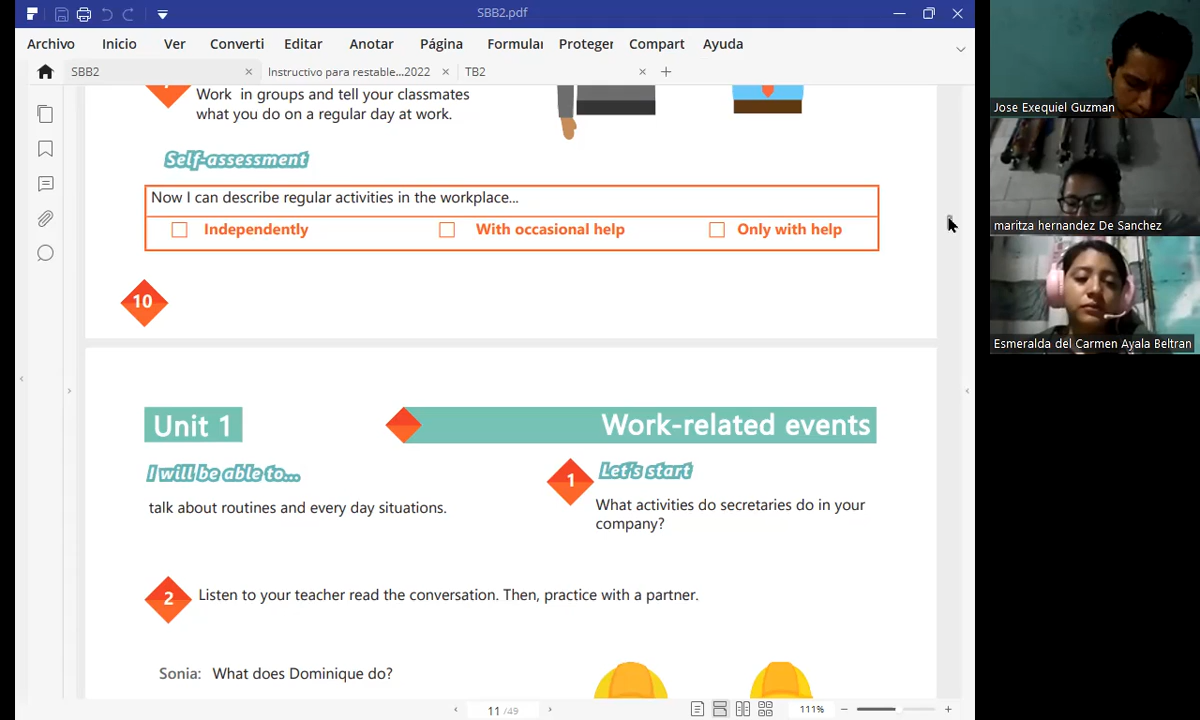 SBB2.pdf
Archivo Inicio Ver Converti Editar Anotar Página Formular Proteger Compart Ayuda
SBB2 × Instructivo para restable...2022 × TB2 × +
Work in groups and tell your classmates
what you do on a regular day at work.
Self-assessment
Now I can describe regular activities in the workplace...
Independently With occasional help Only with help
10
Unit 1 Work-related events
I will be able to...
talk about routines and every day situations.
1 Let's start
What activities do secretaries do in your
company?
2 Listen to your teacher read the conversation. Then, practice with a partner.
Sonia: What does Dominique do?
11 /49
111%
Jose Exequiel Guzman
maritza hernandez De Sanchez
Esmeralda del Carmen Ayala Beltran